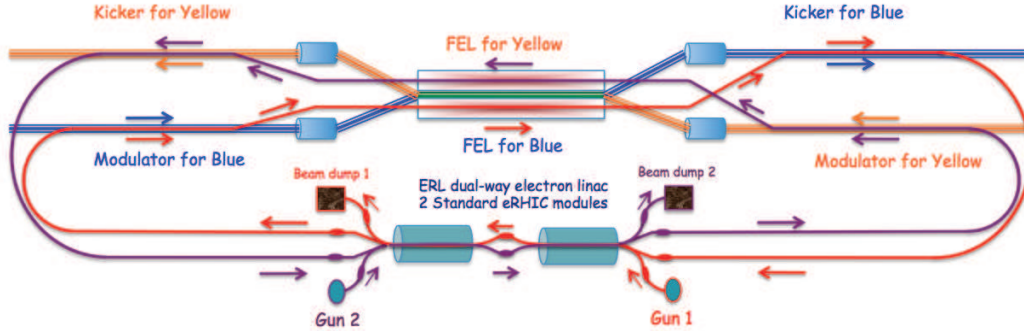 Kicker for Yellow
Kicker for Blue
FEL for Yellow
Modulator for Blue
FEL for Blue
Modulator for Yellow
Beam dump 1
ERL dual-way electron linac
2 Standard eRHIC modules
Beam dump 2
Gun 2
Gun 1